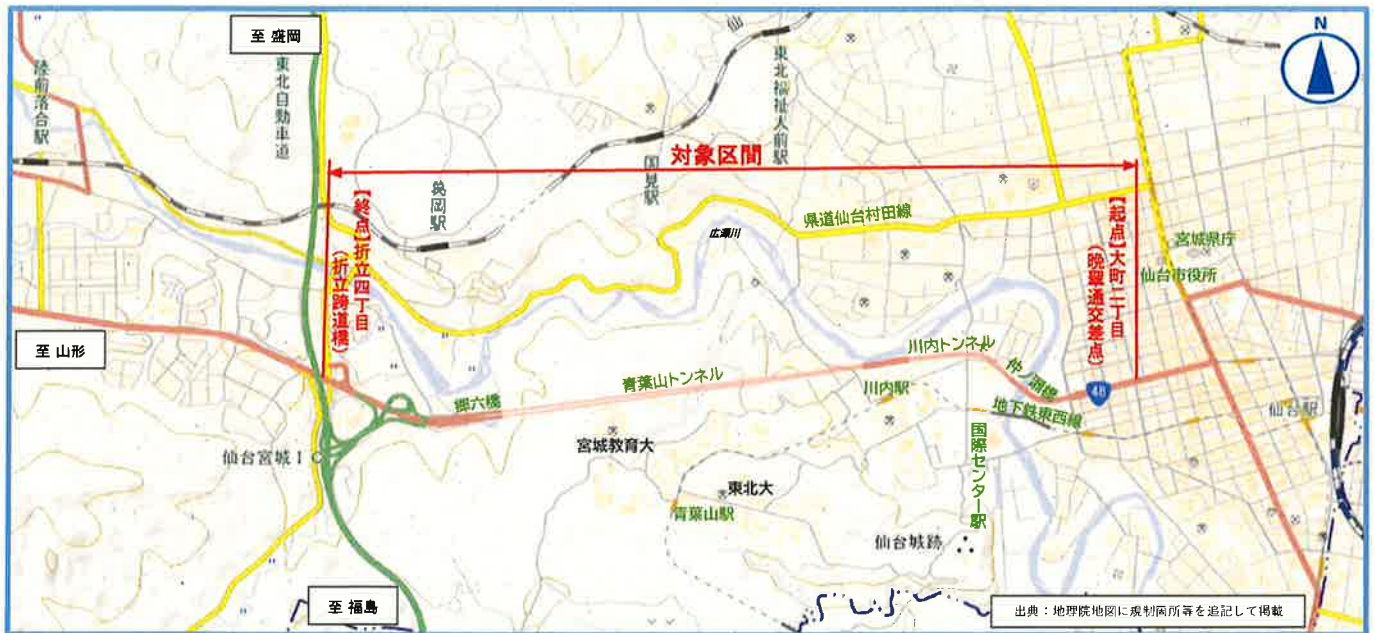 至 盛岡
N
東北自動車道
陸前落合駅
仙
東北福祉大前駅
国見駅
葛岡駅
対象区間
【終点】折立四丁目
(折立跨道橋)
県道仙台村田線
広瀬川
【起点】大町二丁目
(晩翠通交差点)
宮城県庁
仙台市役所
至 山形
川内トンネル
青葉山トンネル
仲ノ瀬橋
川内駅
48
郷六橋
地下鉄東西線
仙台駅
国際センター駅
宮城教育大
仙台宮城IC
東北大
青葉山駅
仙台城跡
至 福島
出典:地理院地図に規制箇所等を追記して掲載